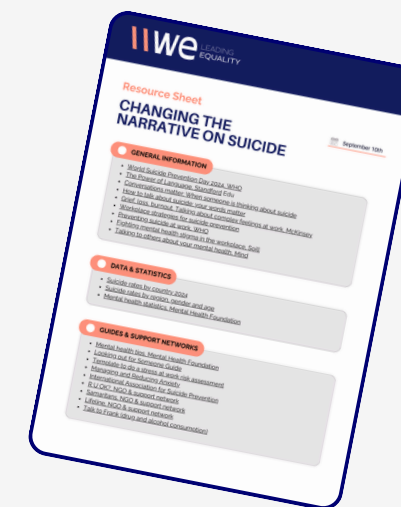 IIwe LEADING
EQUALITY
Resource Sheet
CHANGING THE
NARRATIVE ON SUICIDE
September 10th
GENERAL INFORMATION
World Suicide Prevention Day 2024, WHO
The Power of Language, Standford Edu
Conversations matter: When someone is thinking about suicide
How to talk about suicide: your words matter
Grief, loss, burnout. Talking about complex feelings at work, McKinsey
Workplace strategies for suicide prevention
Preventing suicide at work, WHO
Fighting mental health stigma in the workplace, Spill
Talking to others about your mental health, Mind
DATA & STATISTICS
Suicide rates by country 2024
Suicide rates by region, gender and age
Mental health statistics, Mental Health Foundation
GUIDES & SUPPORT NETWORKS
Mental health tips, Mental Health Foundation
Looking out for Someone Guide
Template to do a stress at work risk assessment
Managing and Reducing Anxiety
International Association for Suicide Prevention
R U OK?, NGO & support network
Samaritans, NGO & support network
Lifeline, NGO & support network
Talk to Frank (drug and alcohol consumption)